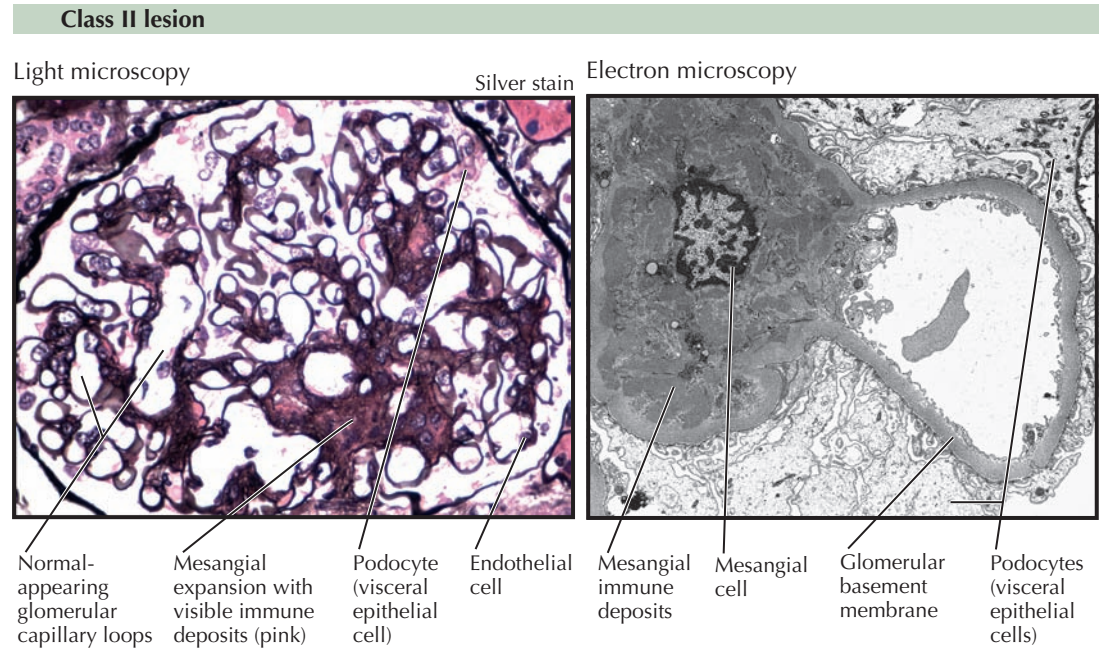 Class II lesion
Light microscopy
Silver stain
Electron microscopy
Normal-
appearing
glomerular
capillary loops
Mesangial
expansion with
visible immune
deposits (pink)
Podocyte
(visceral
epithelial
cell)
Endothelial
cell
Mesangial
immune
deposits
Mesangial
cell
Glomerular
basement
membrane
Podocytes
(visceral
epithelial
cells)